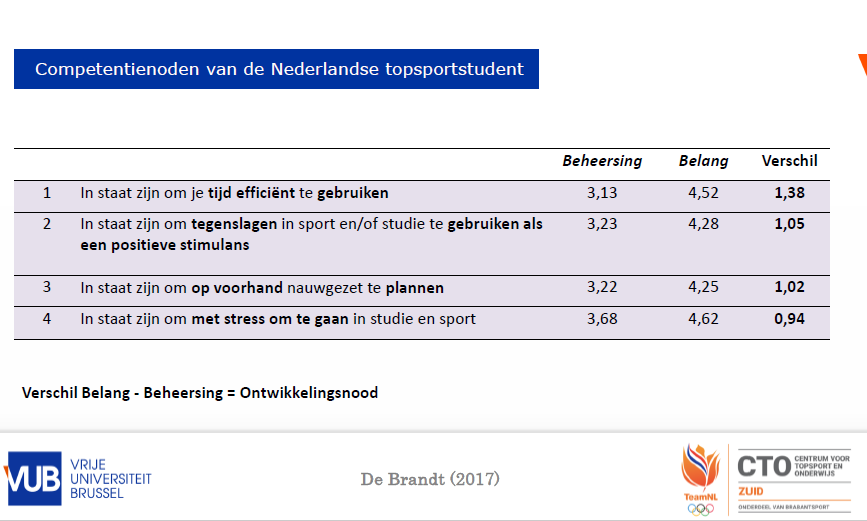 Competentienoden van de Nederlandse topsportstudent
Beheersing Belang Verschil
1 In staat zijn om je tijd efficiënt te gebruiken 3,13 4,52 1,38
2 In staat zijn om tegenslagen in sport en/of studie te gebruiken als 3,23 4,28 1,05
een positieve stimulans
3 In staat zijn om op voorhand nauwgezet te plannen 3,22 4,25 1,02
4 In staat zijn om met stress om te gaan in studie en sport 3,68 4,62 0,94
Verschil Belang - Beheersing = Ontwikkelingsnood
VUB
VRIJE
UNIVERSITEIT
BRUSSEL
De Brandt (2017)
TeamNL
CTO
CENTRUM VOOR
TOPSPORT EN
ONDERWIJS
ZUID
ONDERDEEL VAN BRABANTSPORT